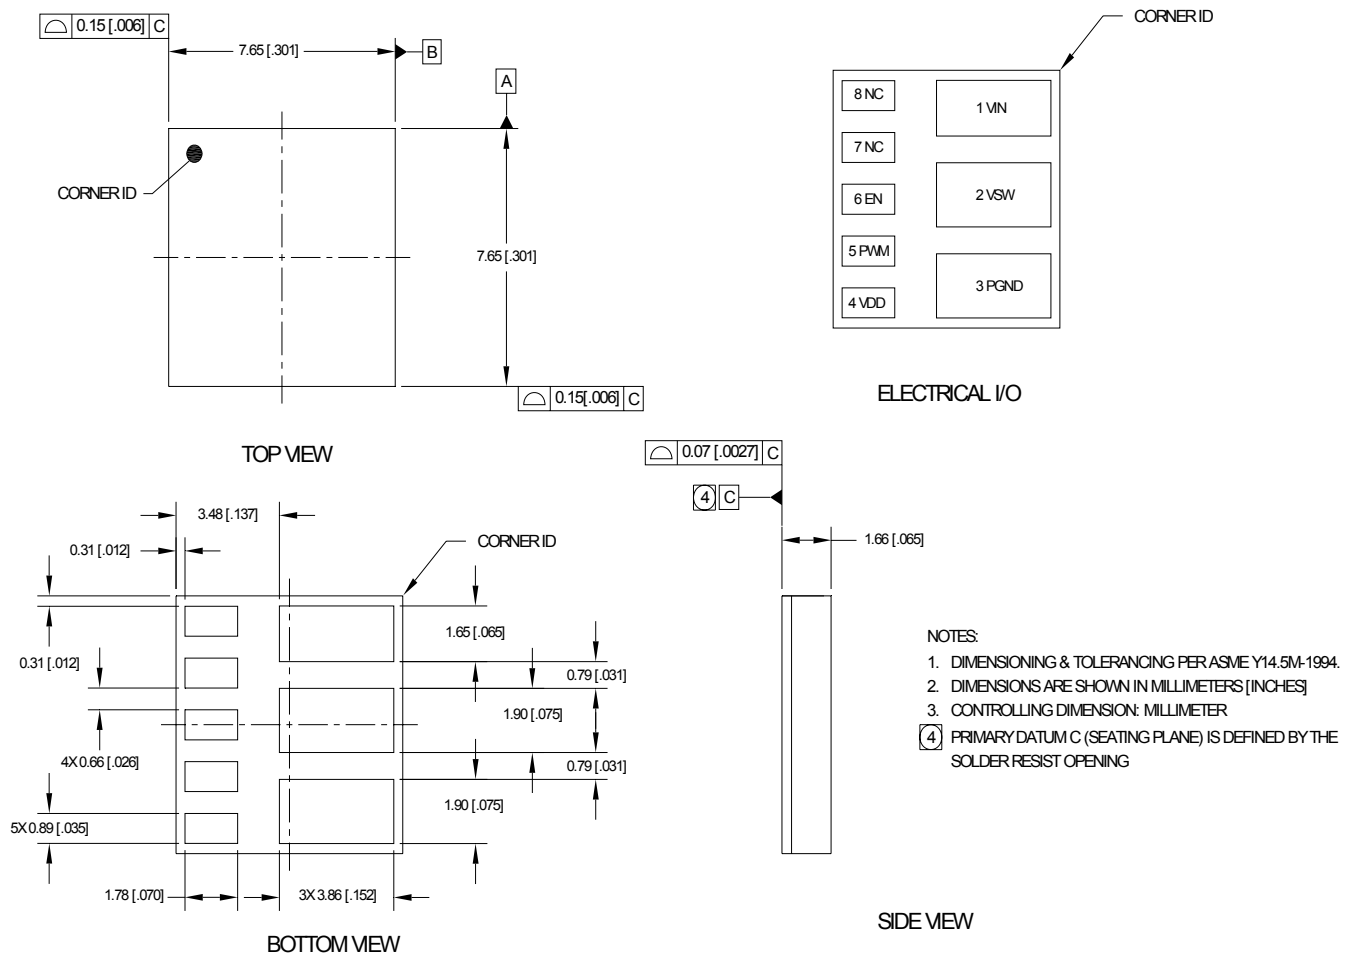 0.15 [.006] C
7.65 [.301]
B
A
CORNER ID
7.65 [.301]
0.15[.006] C
TOP VIEW
CORNER ID
8 NC
1 VIN
7 NC
6 EN
2 VSW
5 PWM
3 PGND
4 VDD
ELECTRICAL I/O
3.48 [.137]
0.31 [.012]
CORNER ID
1.65 [.065]
0.31 [.012]
0.79 [.031]
1.90 [.075]
4X 0.66 [.026]
0.79 [.031]
1.90 [.075]
5X 0.89 [.035]
1.78 [.070]
3X 3.86 [.152]
BOTTOM VIEW
0.07 [.0027] C
4 C
1.66 [.065]
SIDE VIEW
NOTES:
1. DIMENSIONING & TOLERANCING PER ASME Y14.5M-1994.
2. DIMENSIONS ARE SHOWN IN MILLIMETERS [INCHES]
3. CONTROLLING DIMENSION: MILLIMETER
4 PRIMARY DATUM C (SEATING PLANE) IS DEFINED BY THE
SOLDER RESIST OPENING